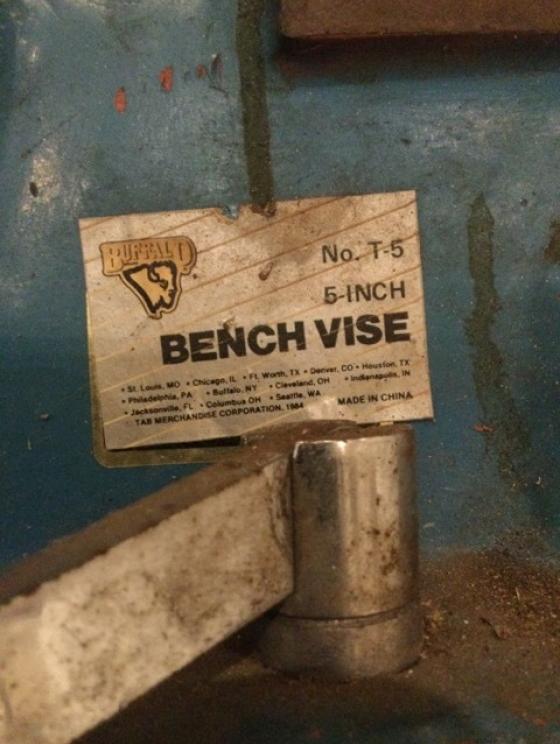 BUFFALO
No. T-5
5-INCH
BENCH VISE
• St. Louis, MO • Chicago, IL • Ft. Worth, TX • Denver, CO • Houston, TX
• Philadelphia, PA • Buffalo, NY • Cleveland, OH • Indianapolis, IN
• Jacksonville, FL • Columbus OH • Seattle, WA
© TAB MERCHANDISE CORPORATION, 1984 MADE IN CHINA